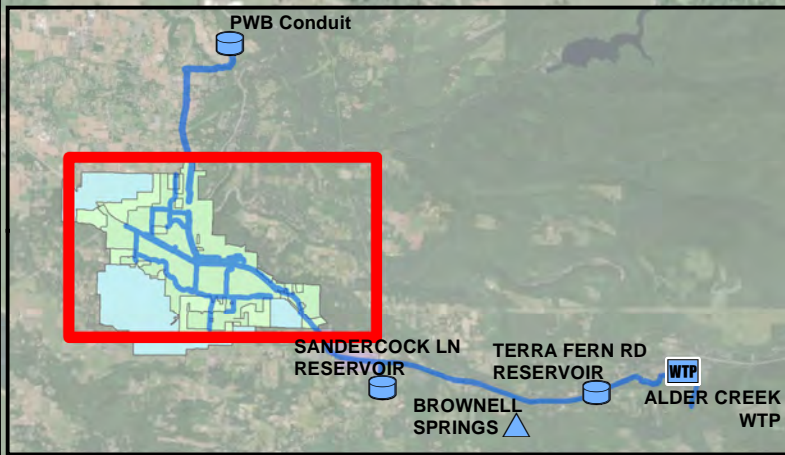 PWB Conduit
SANDERCOCK LN
RESERVOIR
TERRA FERN RD
RESERVOIR
BROWNELL
SPRINGS
WTP
ALDER CREEK
WTP